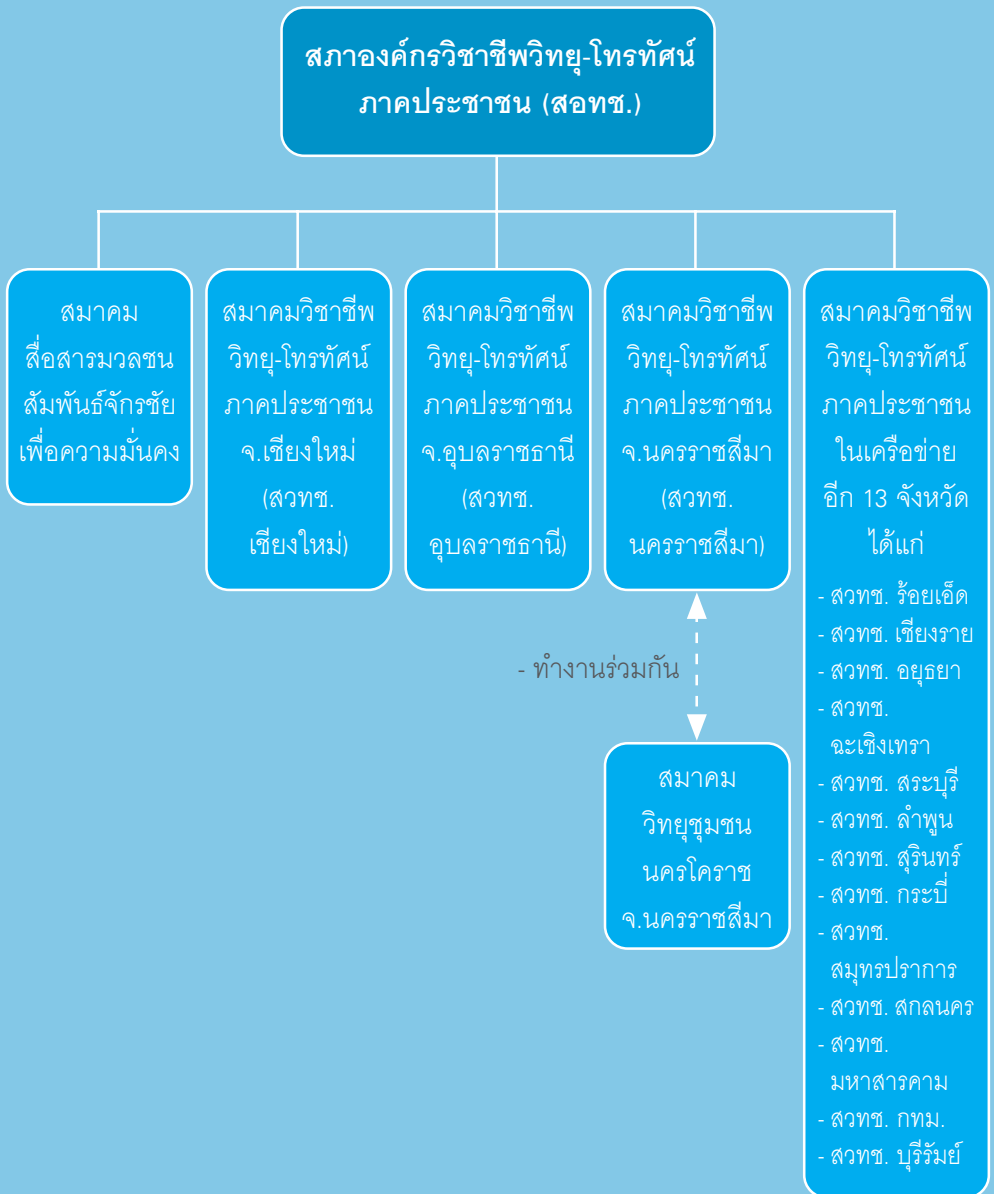 สภาองค์กรวิชาชีพวิทยุ-โทรทัศน์
ภาคประชาชน (สอทช.)
สมาคม
สื่อสารมวลชน
สัมพันธ์จักรชัย
เพื่อความมั่นคง
สมาคมวิชาชีพ
วิทยุ-โทรทัศน์
ภาคประชาชน
จ.เชียงใหม่
(สวทช.
เชียงใหม่)
สมาคมวิชาชีพ
วิทยุ-โทรทัศน์
ภาคประชาชน
จ.อุบลราชธานี
(สวทช.
อุบลราชธานี)
สมาคมวิชาชีพ
วิทยุ-โทรทัศน์
ภาคประชาชน
จ.นครราชสีมา
(สวทช.
นครราชสีมา)
- ทำงานร่วมกัน
สมาคม
วิทยุชุมชน
นครโคราช
จ.นครราชสีมา
สมาคมวิชาชีพ
วิทยุ-โทรทัศน์
ภาคประชาชน
ในเครือข่าย
อีก 13 จังหวัด
ได้แก่
- สวทช. ร้อยเอ็ด
- สวทช. เชียงราย
- สวทช. อยุธยา
- สวทช.
ฉะเชิงเทรา
- สวทช. สระบุรี
- สวทช. ลำพูน
- สวทช. สุรินทร์
- สวทช. กระบี่
- สวทช.
สมุทรปราการ
- สวทช. สกลนคร
- สวทช.
มหาสารคาม
- สวทช. กทม.
- สวทช. บุรีรัมย์